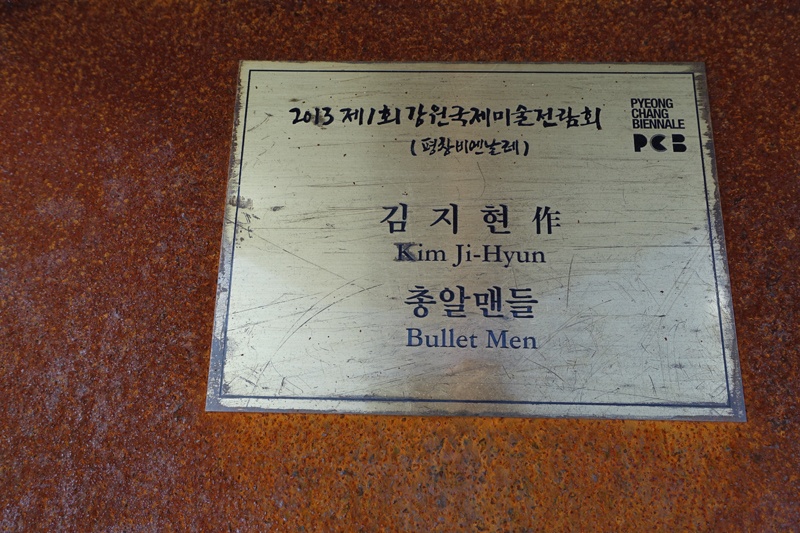 2013 제1회 강원국제미술전람회
(평창비엔날레)
PYEONG
CHANG
BIENNALE
PCB
김 지 현 作
Kim Ji-Hyun
총알맨들
Bullet Men